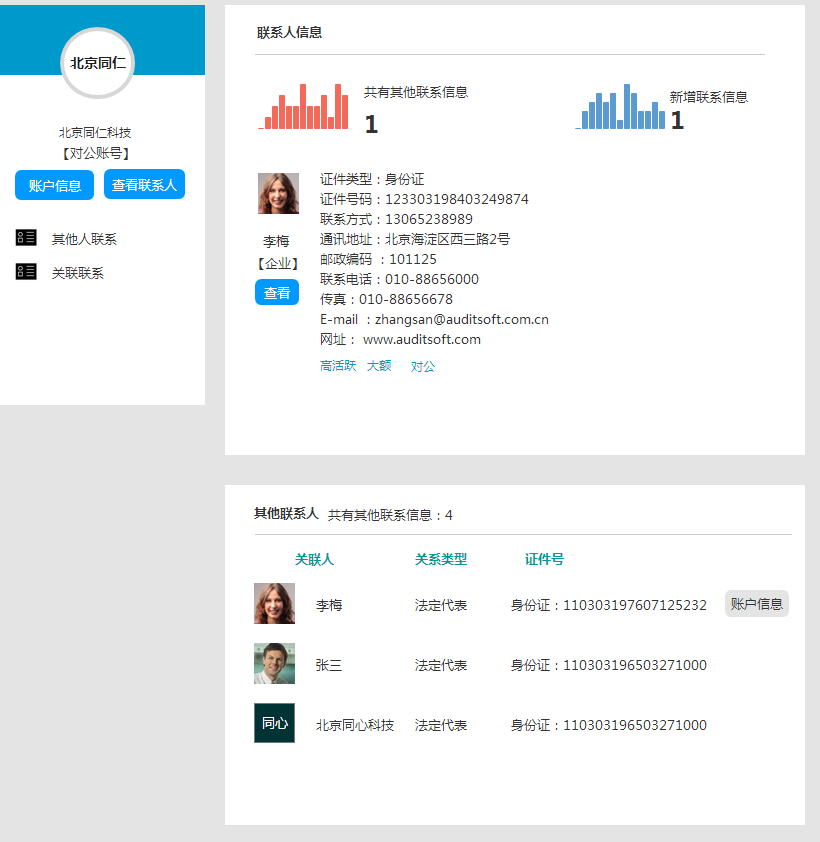 北京同仁
北京同仁科技
【对公账号】
账户信息 查看联系人
其他人联系
关联联系
联系人信息
共有其他联系信息
1
新增联系信息
1
李梅
【企业】
查看
证件类型：身份证
证件号码：123303198403249874
联系方式：13065238989
通讯地址：北京海淀区西三路2号
邮政编码 ：101125
联系电话：010-88656000
传真：010-88656678
E-mail ：zhangsan@auditsoft.com.cn
网址： www.auditsoft.com
高活跃 大额 对公
其他联系人 共有其他联系信息：4
关联人 关系类型 证件号
李梅 法定代表 身份证：110303197607125232 账户信息
张三 法定代表 身份证：110303196503271000
同心 北京同心科技 法定代表 身份证：110303196503271000